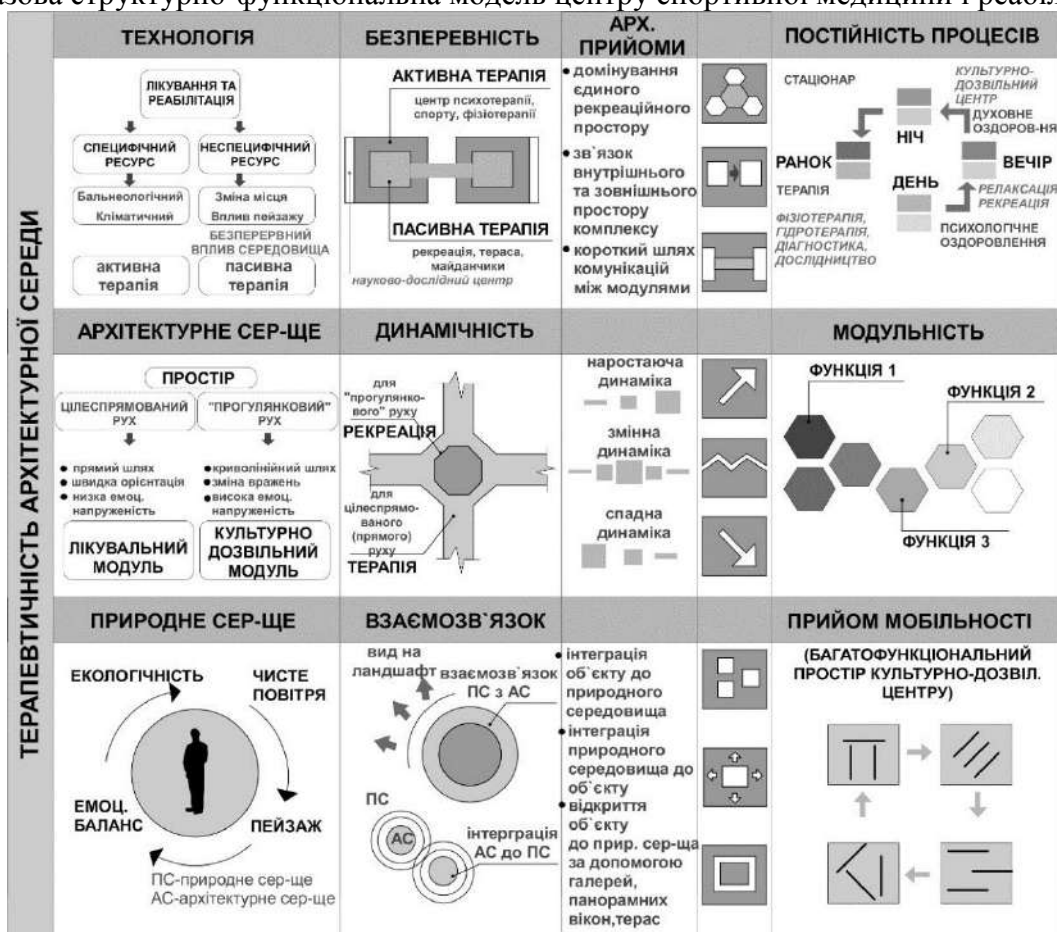 базова структурно-функціональна модель центру спортивної медицини і реабіл
ТЕРАПЕВТИЧНІСТЬ АРХІТЕКТУРНОЇ СЕРЕДИ
ТЕХНОЛОГІЯ
ЛІКУВАННЯ ТА
РЕАБІЛІТАЦІЯ
СПЕЦИФІЧНИЙ
РЕСУРС
НЕСПЕЦИФІЧНИЙ
РЕСУРС
Бальнеологічний
Кліматичний
Зміна місця
Вплив пейзажу
БЕЗПЕРЕРВНИЙ
ВПЛИВ СЕРЕДОВИЩА
активна
терапія
пасивна
терапія
БЕЗПЕРЕВНІСТЬ
АКТИВНА ТЕРАПІЯ
центр психотерапії,
спорту, фізіотерапії
ПАСИВНА ТЕРАПІЯ
рекреація, тераса,
майданчики
науково-дослідний центр
АРХ.
ПРИЙОМИ
• домінування
єдиного
рекреаційного
простору
• зв`язок
внутрішнього
та зовнішнього
простору
комплексу
• короткий шлях
комунікацій
між модулями
ПОСТІЙНІСТЬ ПРОЦЕСІВ
СТАЦІОНАР
КУЛЬТУРНО-
ДОЗВІЛЬНИЙ
ЦЕНТР
ДУХОВНЕ
ОЗДОРОВ-НЯ
НІЧ
РАНОК
ВЕЧІР
ТЕРАПІЯ
ДЕНЬ
РЕЛАКСАЦІЯ
РЕКРЕАЦІЯ
ФІЗІОТЕРАПІЯ,
ГІДРОТЕРАПІЯ,
ДІАГНОСТИКА,
ДОСЛІДНИЦТВО
ПСИХОЛОГІЧНЕ
ОЗДОРОВЛЕННЯ
АРХІТЕКТУРНЕ СЕР-ЩЕ
ПРОСТІР
ЦІЛЕСПРЯМОВАНИЙ
РУХ
"ПРОГУЛЯНКОВИЙ"
РУХ
• прямий шлях
• швидка орієнтація
• низка емоц.
напруженість
• криволінійний шлях
• зміна вражень
• висока емоц.
напруженість
ЛІКУВАЛЬНИЙ
МОДУЛЬ
КУЛЬТУРНО
ДОЗВІЛЬНИЙ
МОДУЛЬ
ДИНАМІЧНІСТЬ
для
"прогулянко-
вого" руху
РЕКРЕАЦІЯ
для
цілеспрямо-
ваного
(прямого)
руху
ТЕРАПІЯ
наростаюча
динаміка
змінна
динаміка
спадна
динаміка
МОДУЛЬНІСТЬ
ФУНКЦІЯ 1
ФУНКЦІЯ 2
ФУНКЦІЯ 3
ПРИРОДНЕ СЕР-ЩЕ
ЕКОЛОГІЧНІСТЬ
ЧИСТЕ
ПОВІТРЯ
ЕМОЦ.
БАЛАНС
ПЕЙЗАЖ
ПС-природне сер-ще
АС-архітектурне сер-ще
ВЗАЄМОЗВ`ЯЗОК
вид на
ландшафт
взаємозв`язок
ПС з АС
ПС
АС
інтерграція
АС до ПС
• інтеграція
об`єкту до
природного
середовища
• інтеграція
природного
середовища до
об`єкту
• відкриття
об`єкту
до прир. сер-ща
за допомогою
галерей,
панорамних
вікон,терас
ПРИЙОМ МОБІЛЬНОСТІ
(БАГАТОФУНКЦІОНАЛЬНИЙ
ПРОСТІР КУЛЬТУРНО-ДОЗВІЛ.
ЦЕНТРУ)